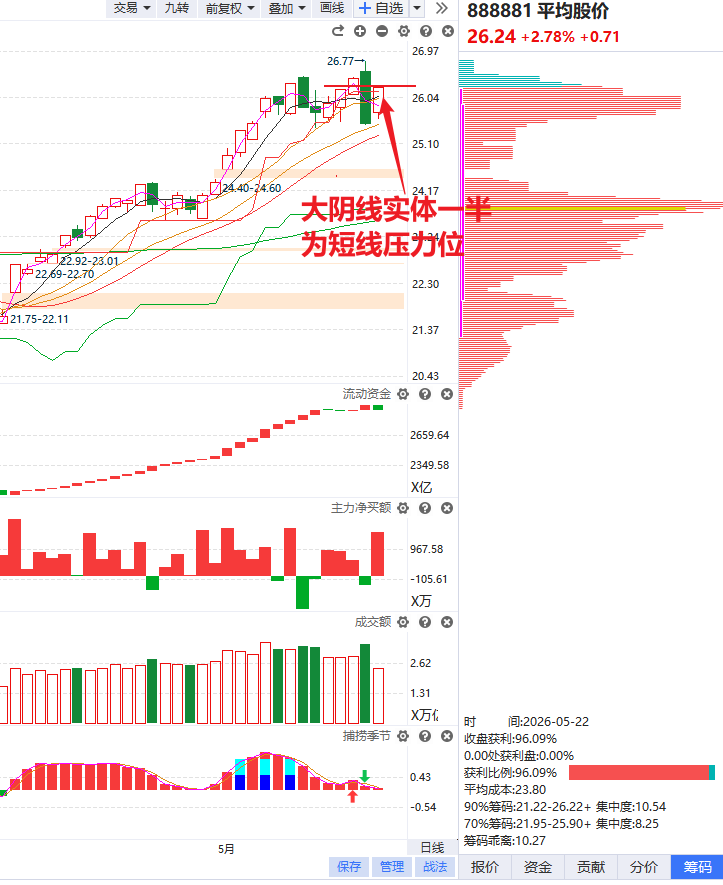 交易 九转 前复权 叠加 画线 + 自选
888881 平均股价
26.24 +2.78% +0.71
26.97
26.77
26.04
25.10
24.17
24.40-24.60
大阴线实体一半
为短线压力位
22.92-23.01
22.69-22.70
22.30
21.75-22.11
21.37
20.43
流动资金
2659.64
2349.58
X亿
主力净买额
967.58
-105.61
X万
成交额
2.62
1.31
X万亿
捕捞季节
0.43
-0.54
5月
日线
保存 管理 战法
时 间:2026-05-22
收盘获利:96.09%
0.00处获利盘:0.00%
获利比例:96.09%
平均成本:23.80
90%筹码:21.22-26.22+ 集中度:10.54
70%筹码:21.95-25.90+ 集中度:8.25
筹码乖离:10.27
报价 资金 贡献 分价 筹码